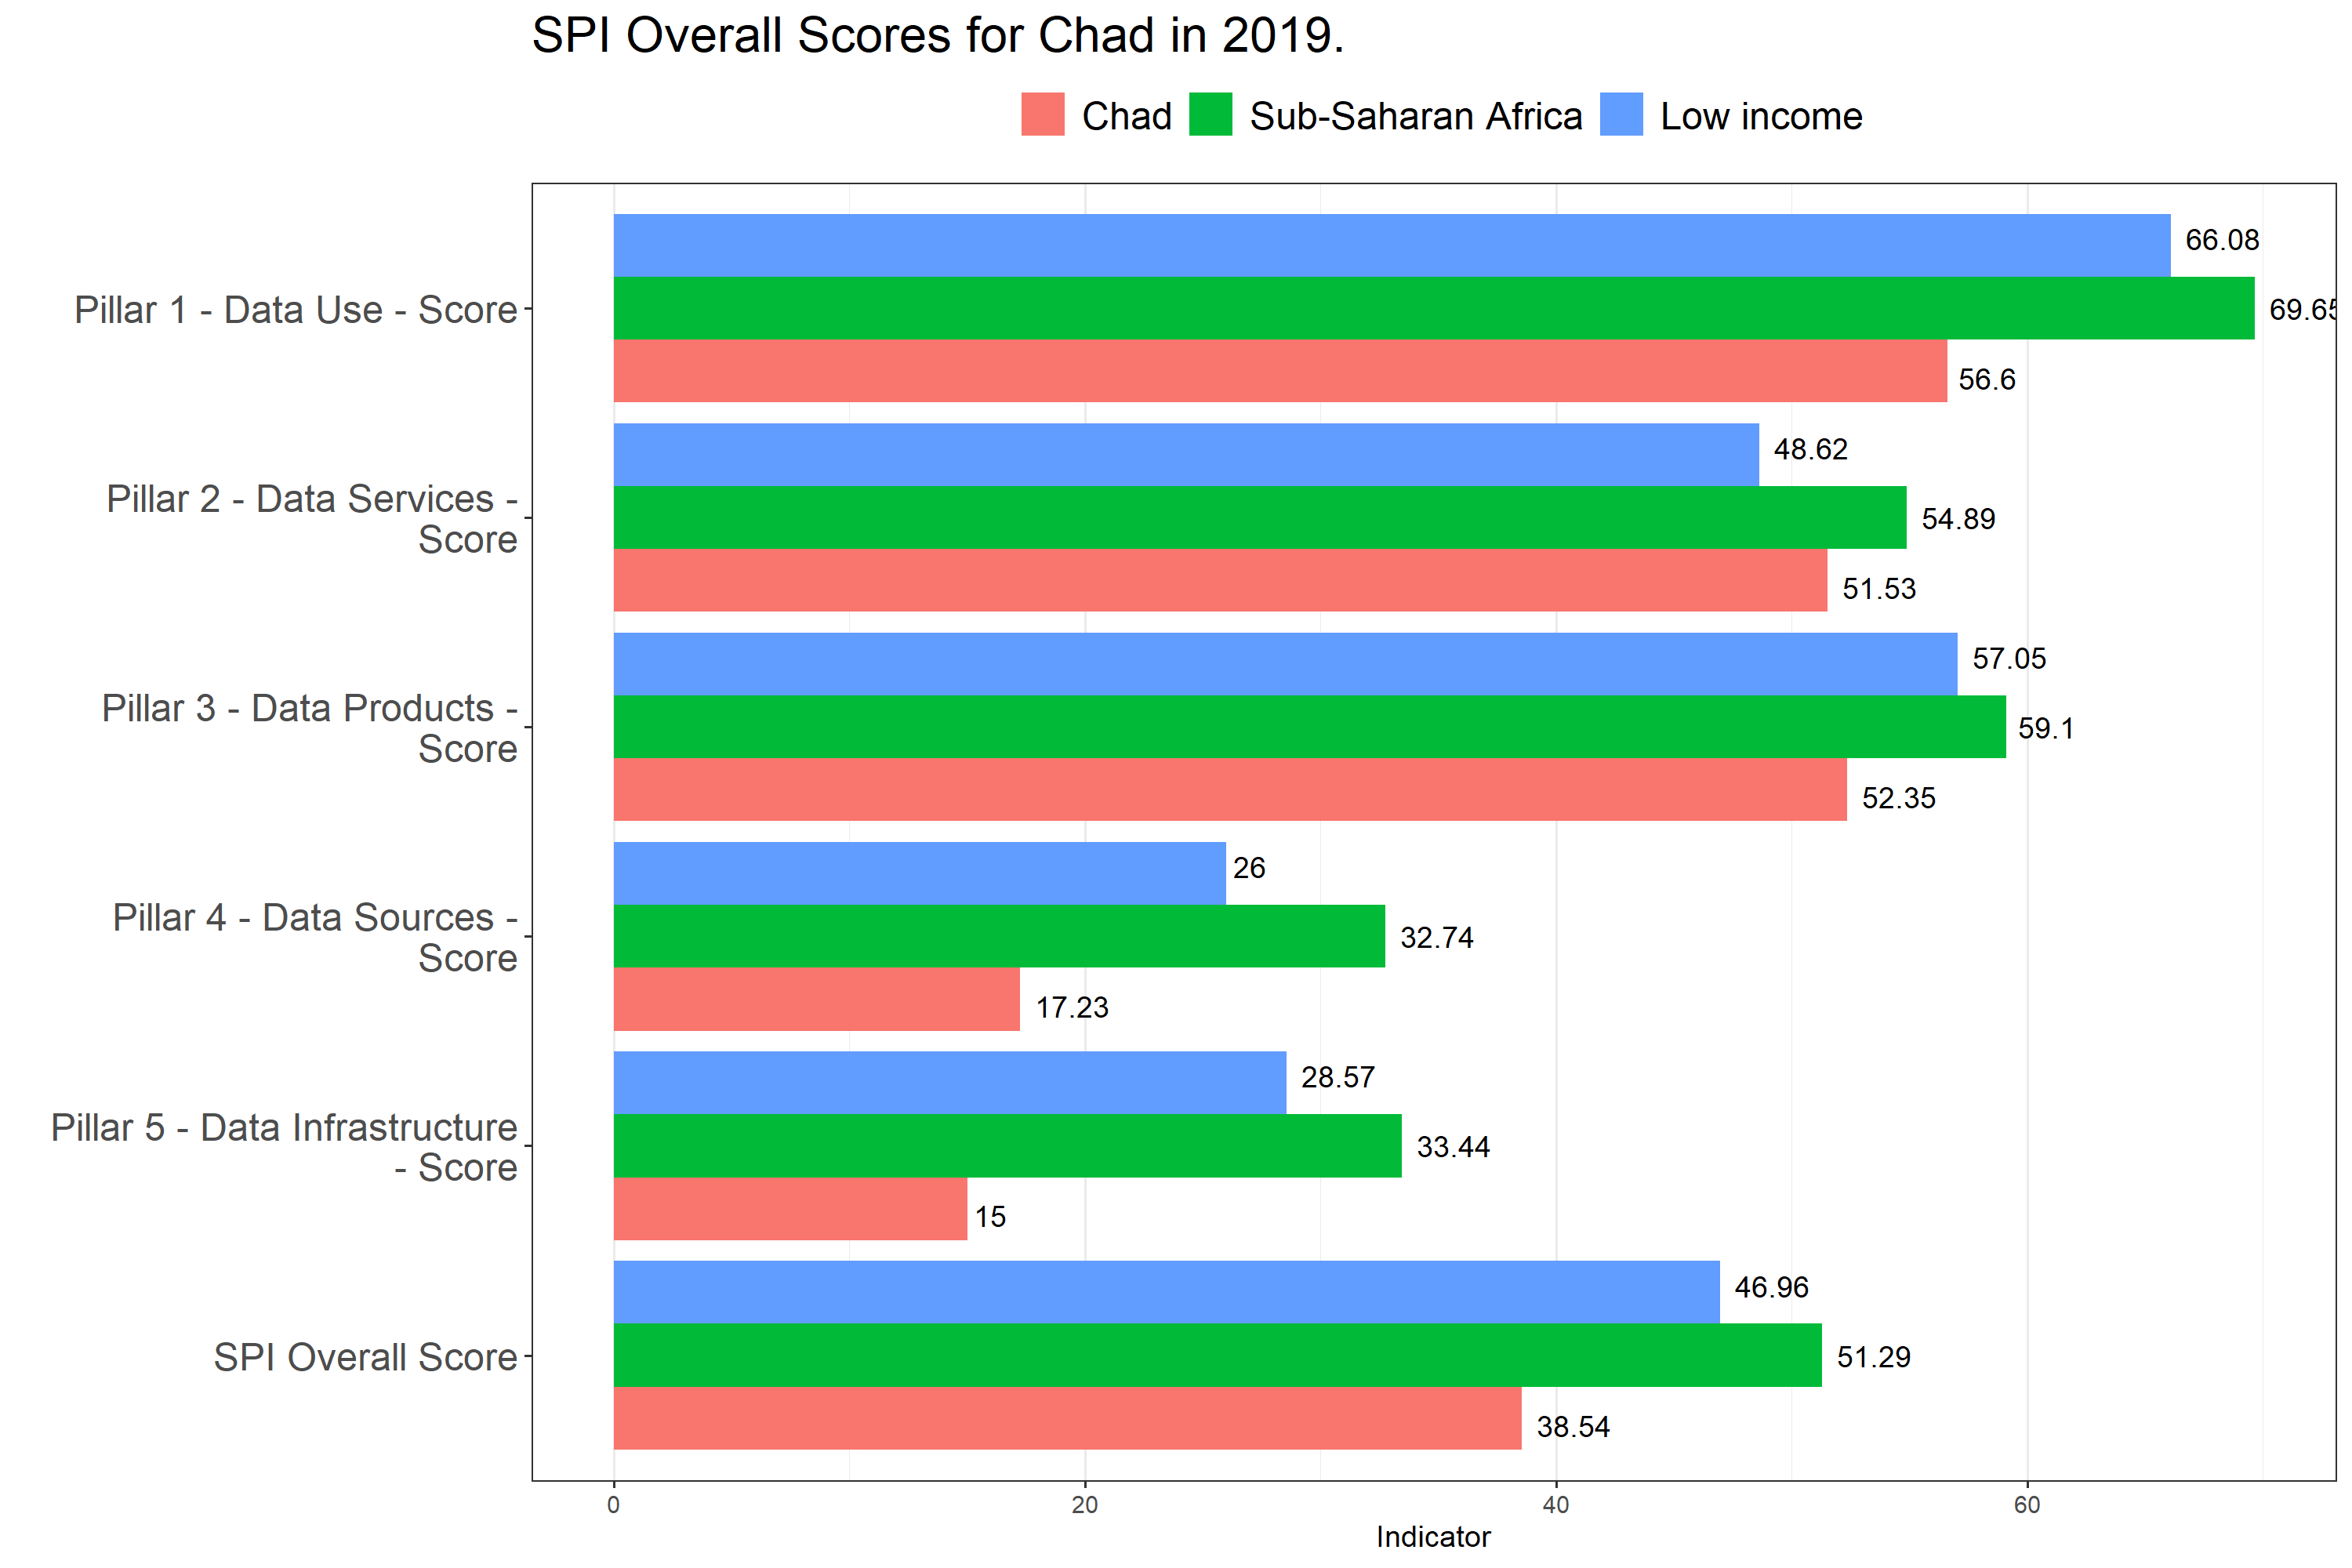 SPI Overall Scores for Chad in 2019.
Chad Sub-Saharan Africa Low income
66.08
Pillar 1 - Data Use - Score
69.65
56.6
48.62
Pillar 2 - Data Services -
Score
54.89
51.53
57.05
Pillar 3 - Data Products -
Score
59.1
52.35
26
Pillar 4 - Data Sources -
Score
32.74
17.23
28.57
Pillar 5 - Data Infrastructure
- Score
33.44
15
46.96
SPI Overall Score
51.29
38.54
0 20 40 60
Indicator